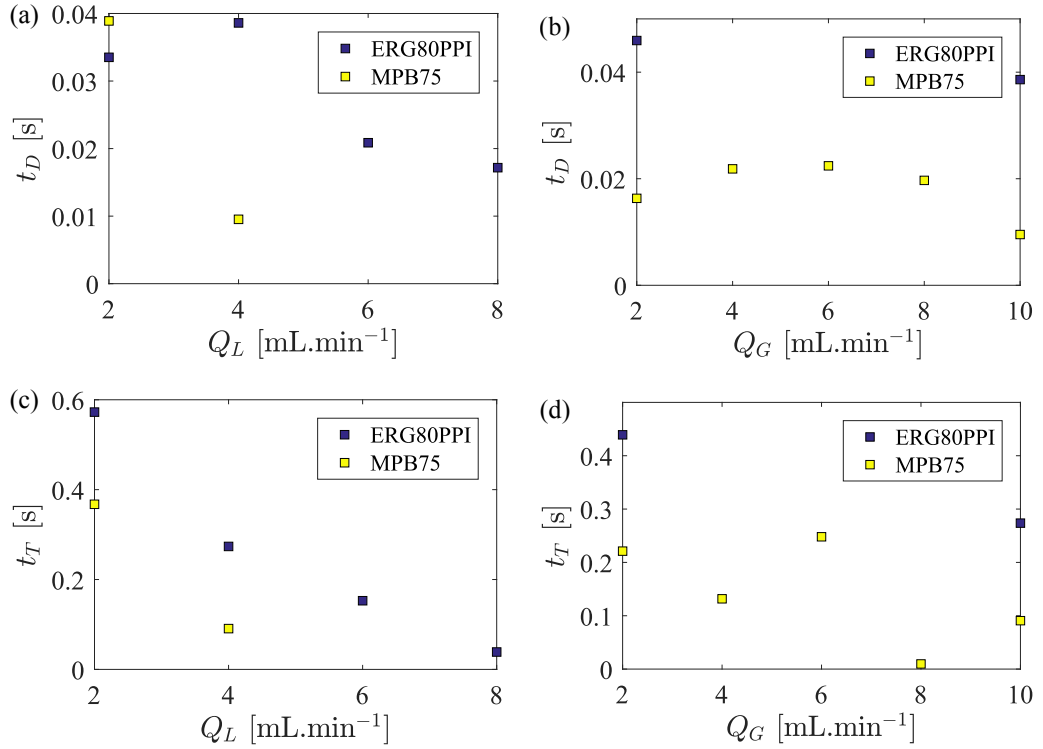 (a)
0.04
0.03
0.02
0.01
0
t_D [s]
ERG80PPI
MPB75
2 4 6 8
Q_L [mL.min⁻¹]
(b)
0.04
0.02
0
t_D [s]
ERG80PPI
MPB75
2 4 6 8 10
Q_G [mL.min⁻¹]
(c)
0.6
0.4
0.2
0
t_T [s]
ERG80PPI
MPB75
2 4 6 8
Q_L [mL.min⁻¹]
(d)
0.4
0.3
0.2
0.1
0
t_T [s]
ERG80PPI
MPB75
2 4 6 8 10
Q_G [mL.min⁻¹]